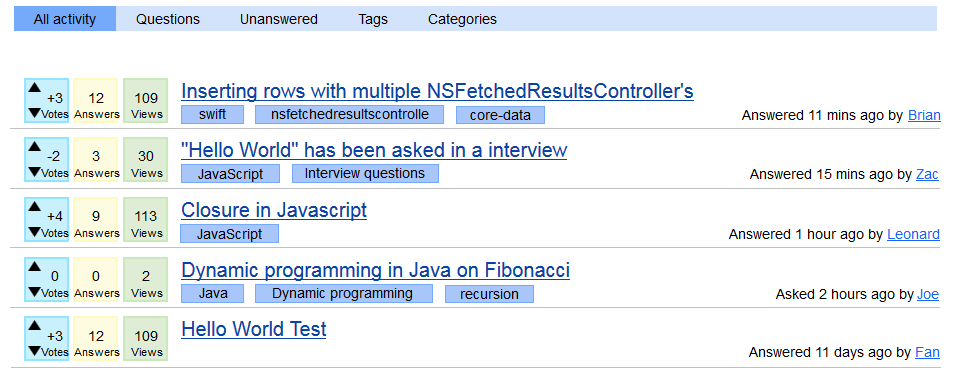 All activity Questions Unanswered Tags Categories
+3 12 109 Inserting rows with multiple NSFetchedResultsController's
Votes Answers Views swift nsfetchedresultscontrolle core-data Answered 11 mins ago by Brian
-2 3 30 "Hello World" has been asked in a interview
Votes Answers Views JavaScript Interview questions Answered 15 mins ago by Zac
+4 9 113 Closure in Javascript
Votes Answers Views JavaScript Answered 1 hour ago by Leonard
0 0 2 Dynamic programming in Java on Fibonacci
Votes Answers Views Java Dynamic programming recursion Asked 2 hours ago by Joe
+3 12 109 Hello World Test
Votes Answers Views Answered 11 days ago by Fan